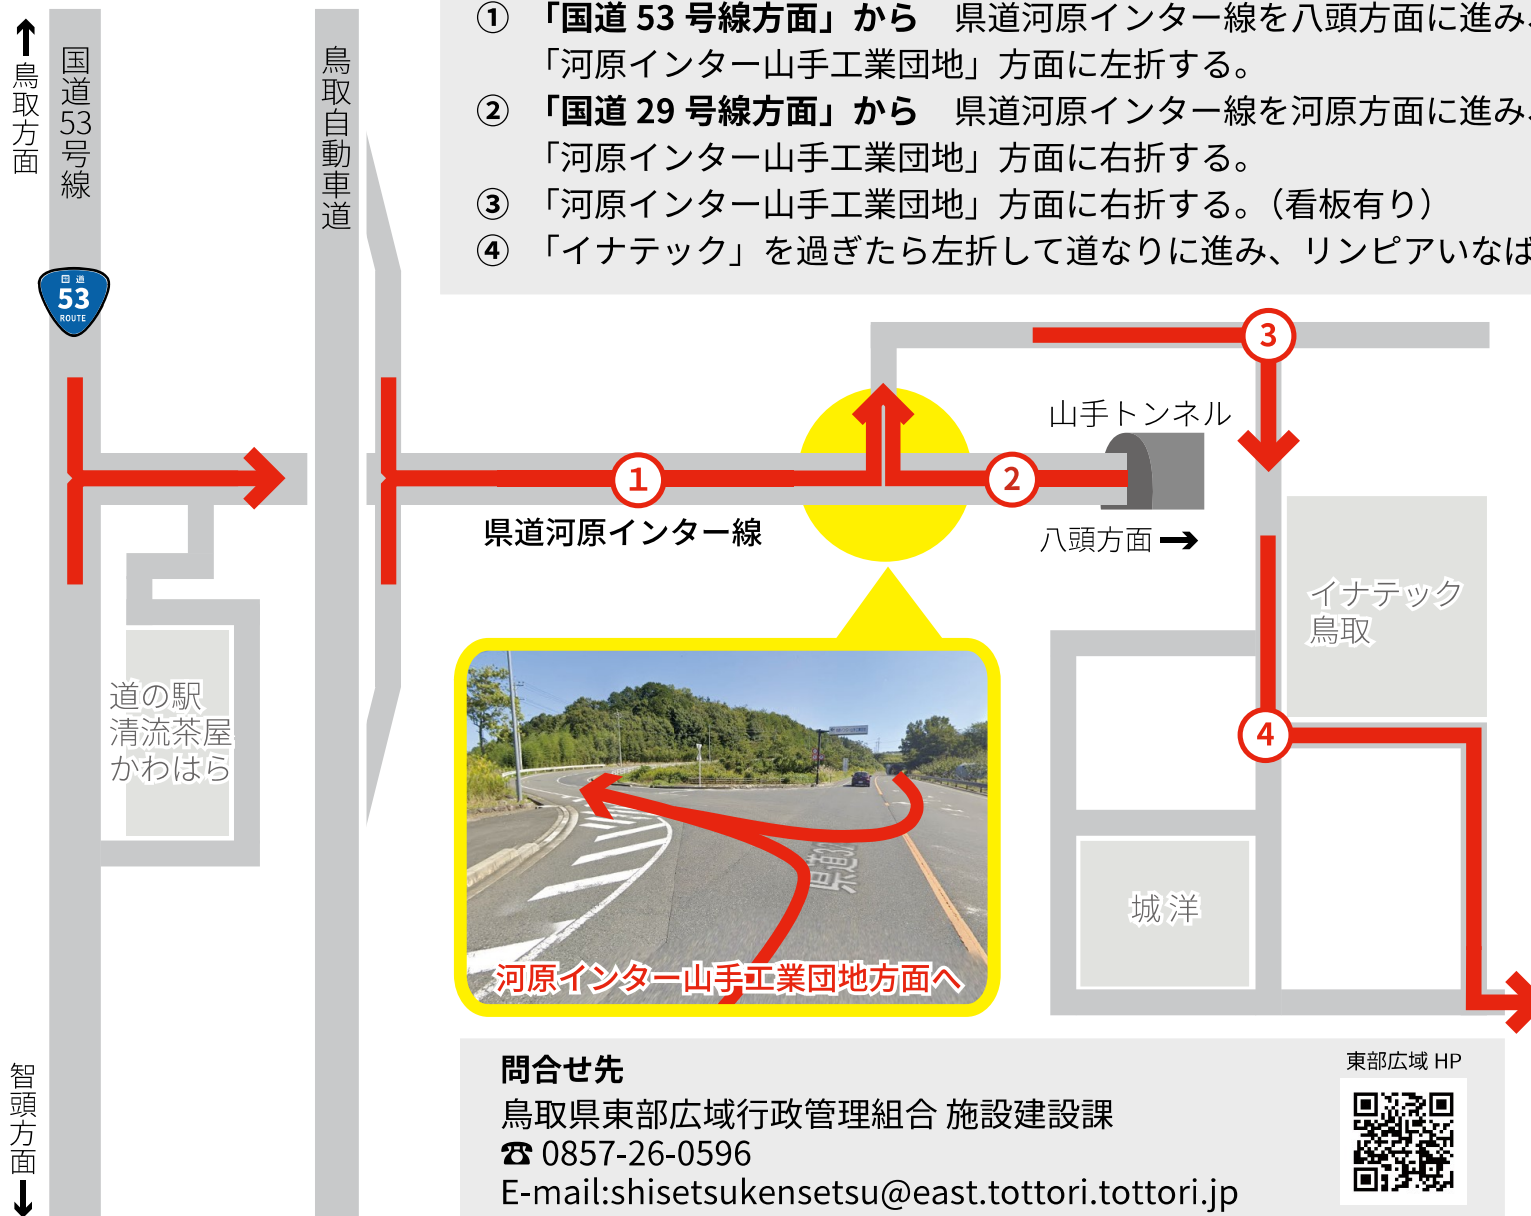 ① 「国道 53 号線方面」から 県道河原インター線を八頭方面に進み、
「河原インター山手工業団地」方面に左折する。
② 「国道 29 号線方面」から 県道河原インター線を河原方面に進み、
「河原インター山手工業団地」方面に右折する。
③ 「河原インター山手工業団地」方面に右折する。（看板有り）
④ 「イナテック」を過ぎたら左折して道なりに進み、リンピアいなば
↑鳥取方面
国道53号線
鳥取自動車道
国道
53
ROUTE
3
山手トンネル
1
2
県道河原インター線
八頭方面→
イナテック
鳥取
道の駅
清流茶屋
かわはら
4
県道32
城洋
河原インター山手工業団地方面へ
智頭方面↓
問合せ先
鳥取県東部広域行政管理組合 施設建設課
☎ 0857-26-0596
E-mail:shisetsukensetsu@east.tottori.tottori.jp
東部広域 HP